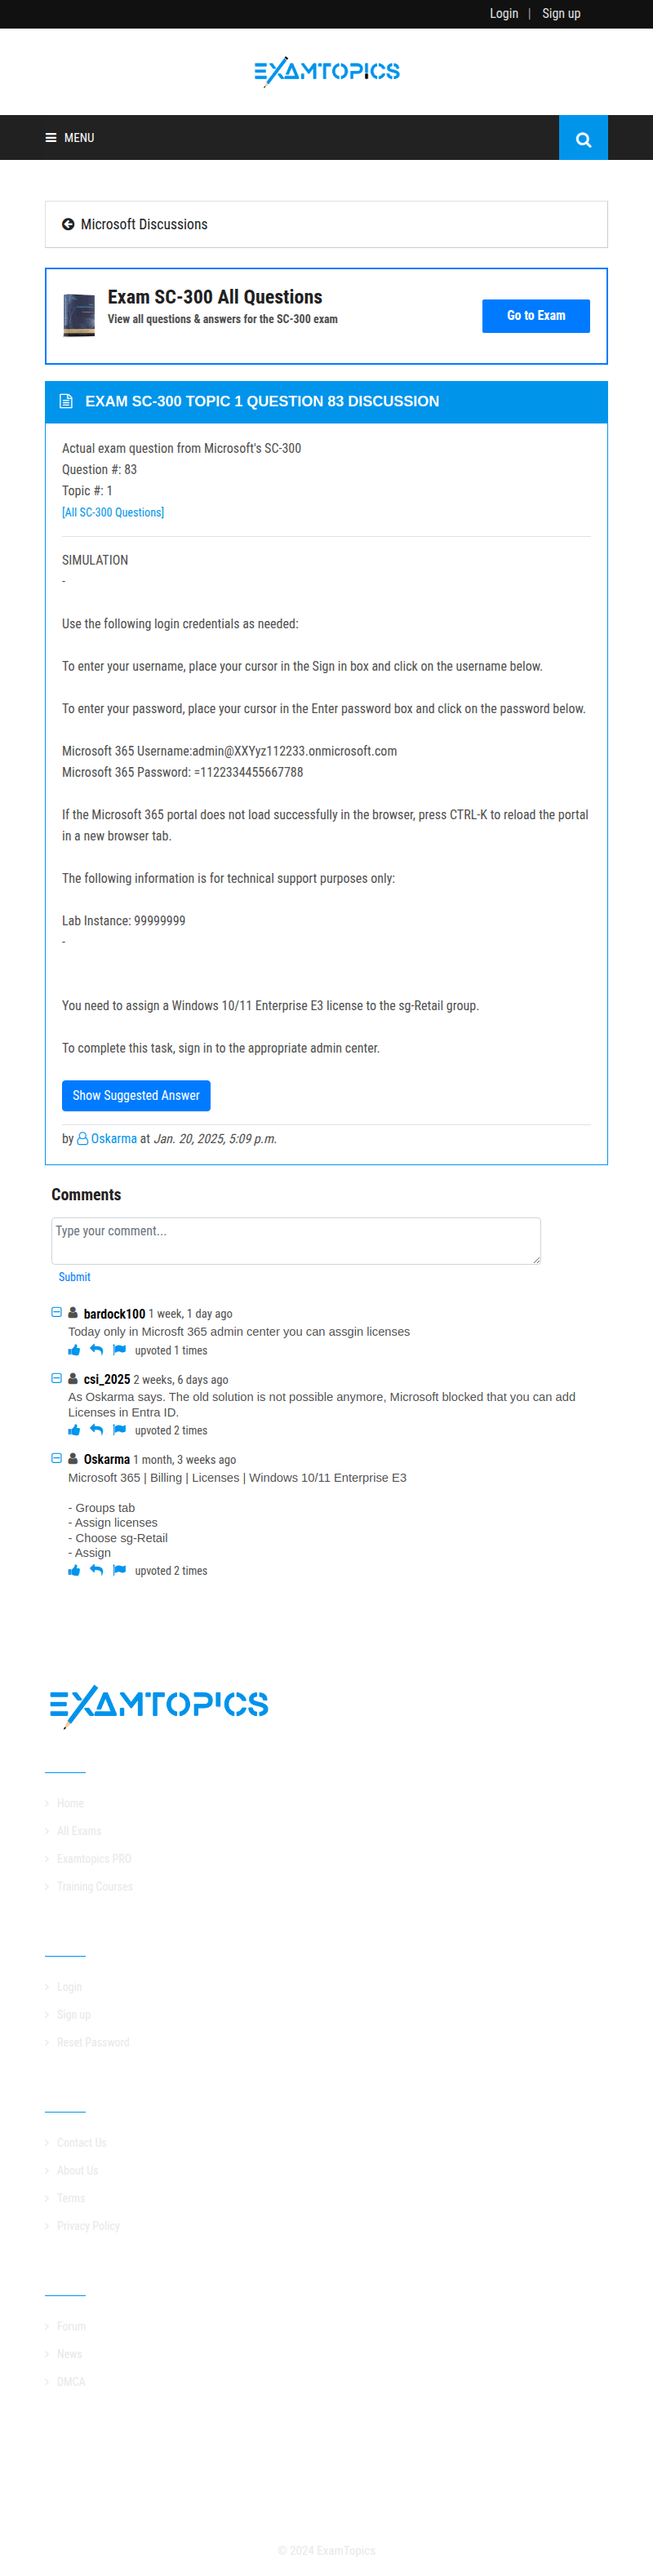 Login | Sign up
EXAMTOPICS
MENU
Microsoft Discussions
Exam SC-300 All Questions
View all questions & answers for the SC-300 exam
Go to Exam
EXAM SC-300 TOPIC 1 QUESTION 83 DISCUSSION
Actual exam question from Microsoft's SC-300
Question #: 83
Topic #: 1
[All SC-300 Questions]
SIMULATION
-
Use the following login credentials as needed:
To enter your username, place your cursor in the Sign in box and click on the username below.
To enter your password, place your cursor in the Enter password box and click on the password below.
Microsoft 365 Username:admin@XXYyz112233.onmicrosoft.com
Microsoft 365 Password: =1122334455667788
If the Microsoft 365 portal does not load successfully in the browser, press CTRL-K to reload the portal
in a new browser tab.
The following information is for technical support purposes only:
Lab Instance: 99999999
-
You need to assign a Windows 10/11 Enterprise E3 license to the sg-Retail group.
To complete this task, sign in to the appropriate admin center.
Show Suggested Answer
by Oskarma at Jan. 20, 2025, 5:09 p.m.
Comments
Type your comment...
Submit
bardock100 1 week, 1 day ago
Today only in Microsft 365 admin center you can assgin licenses
upvoted 1 times
csi_2025 2 weeks, 6 days ago
As Oskarma says. The old solution is not possible anymore, Microsoft blocked that you can add
Licenses in Entra ID.
upvoted 2 times
Oskarma 1 month, 3 weeks ago
Microsoft 365 | Billing | Licenses | Windows 10/11 Enterprise E3
- Groups tab
- Assign licenses
- Choose sg-Retail
- Assign
upvoted 2 times
EXAMTOPICS
Home
All Exams
Examtopics PRO
Training Courses
Login
Sign up
Reset Password
Contact Us
About Us
Terms
Privacy Policy
Forum
News
DMCA
© 2024 ExamTopics